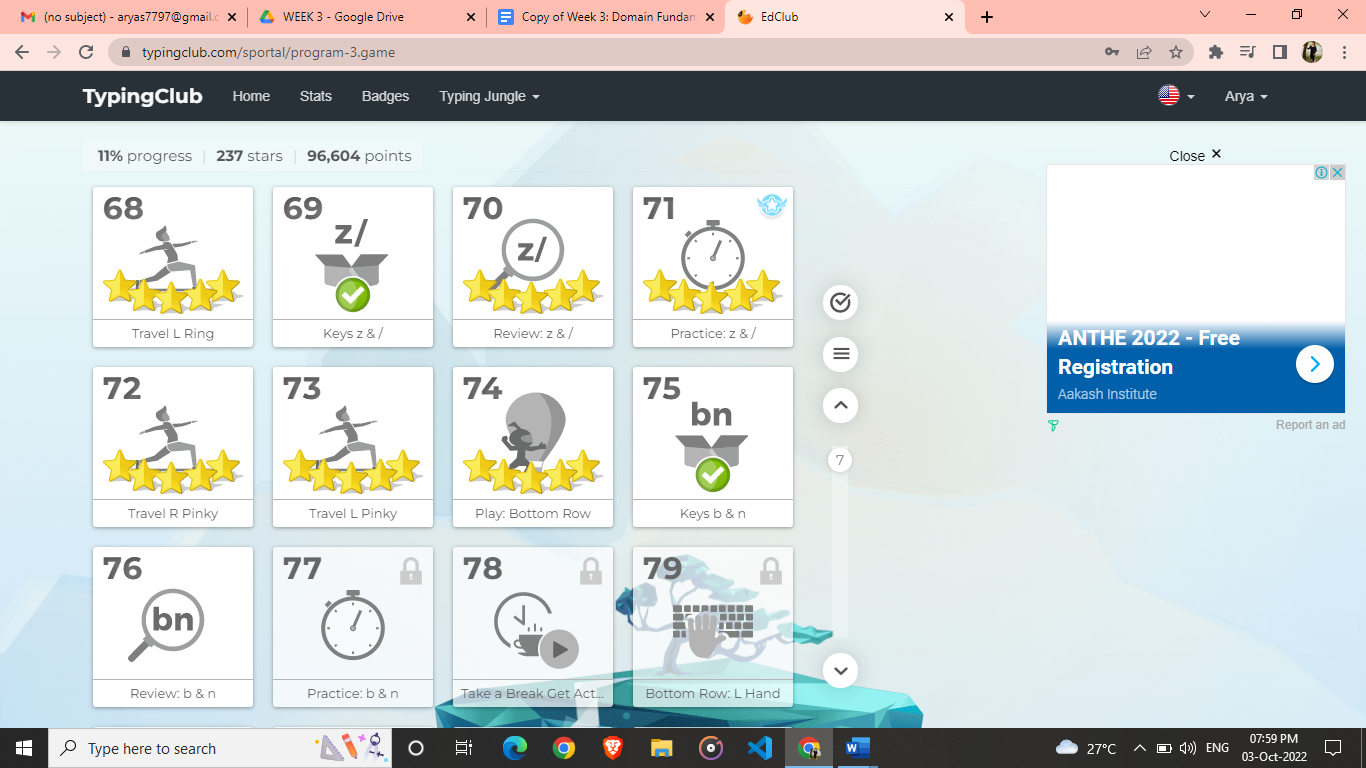 (no subject) - aryas7797@gmail.c
WEEK 3 - Google Drive
Copy of Week 3: Domain Fundam
EdClub
typingclub.com/sportal/program-3.game
TypingClub Home Stats Badges Typing Jungle Arya
11% progress | 237 stars | 96,604 points
Close ×
68 69 70 71
z/ z/
Travel L Ring Keys z & / Review: z & / Practice: z & /
ANTHE 2022 - Free
Registration
Aakash Institute
Report an ad
72 73 74 75
bn
7
Travel R Pinky Travel L Pinky Play: Bottom Row Keys b & n
76 77 78 79
bn
Review: b & n Practice: b & n Take a Break Get Act... Bottom Row: L Hand
Type here to search
27°C ENG 07:59 PM
03-Oct-2022